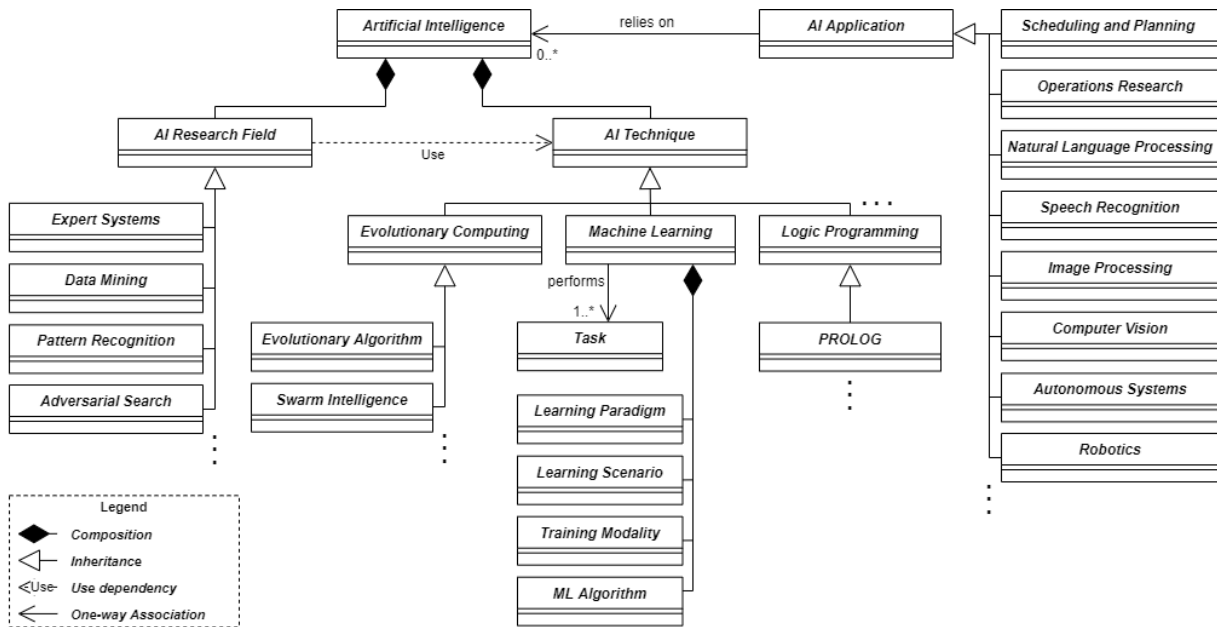 Artificial Intelligence
relies on
0..*
AI Application
Scheduling and Planning
Operations Research
Natural Language Processing
Speech Recognition
Image Processing
Computer Vision
Autonomous Systems
Robotics
AI Research Field
Use
AI Technique
Expert Systems
Data Mining
Pattern Recognition
Adversarial Search
Evolutionary Computing
Machine Learning
Logic Programming
performs
1..*
Evolutionary Algorithm
Swarm Intelligence
Task
PROLOG
Learning Paradigm
Learning Scenario
Training Modality
ML Algorithm
Legend
Composition
Inheritance
Use Use dependency
One-way Association